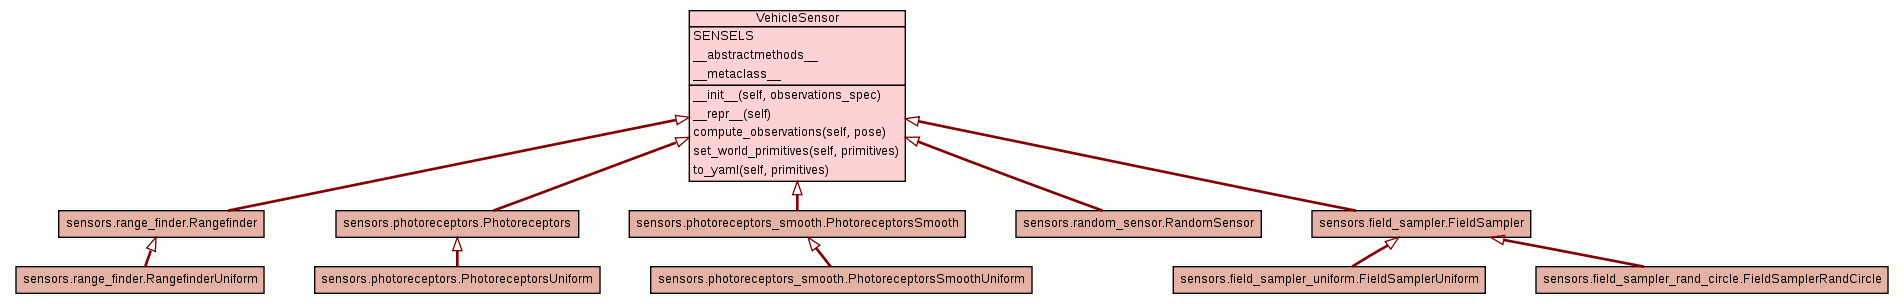 VehicleSensor
SENSELS
__abstractmethods__
__metaclass__
__init__(self, observations_spec)
__repr__(self)
compute_observations(self, pose)
set_world_primitives(self, primitives)
to_yaml(self, primitives)
sensors.range_finder.Rangefinder
sensors.photoreceptors.Photoreceptors
sensors.photoreceptors_smooth.PhotoreceptorsSmooth
sensors.random_sensor.RandomSensor
sensors.field_sampler.FieldSampler
sensors.range_finder.RangefinderUniform
sensors.photoreceptors.PhotoreceptorsUniform
sensors.photoreceptors_smooth.PhotoreceptorsSmoothUniform
sensors.field_sampler_uniform.FieldSamplerUniform
sensors.field_sampler_rand_circle.FieldSamplerRandCircle